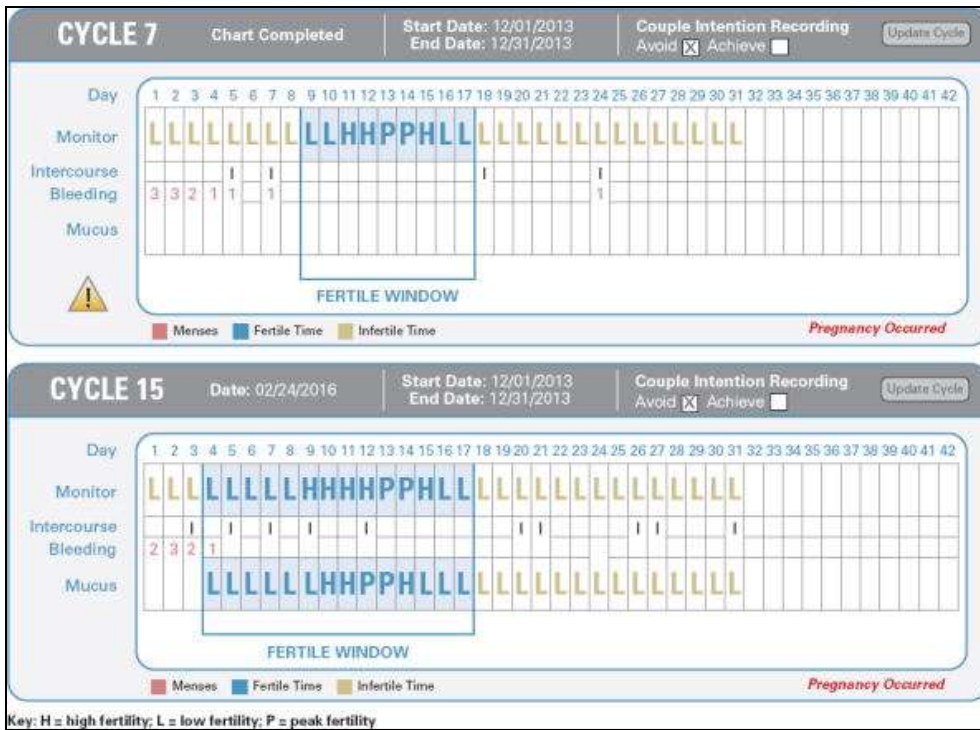 CYCLE 7 Chart Completed Start Date: 12/01/2013 Couple Intention Recording Update Cycle
End Date: 12/31/2013 Avoid X Achieve
Day 1 2 3 4 5 6 7 8 9 10 11 12 13 14 15 16 17 18 19 20 21 22 23 24 25 26 27 28 29 30 31 32 33 34 35 36 37 38 39 40 41 42
Monitor L L L L L L L L L L H H P P H L L L L L L L L L L L L L L L L
Intercourse I I I I
Bleeding 3 3 2 1 1 1 1
Mucus
!
FERTILE WINDOW
Menses Fertile Time Infertile Time Pregnancy Occurred
CYCLE 15 Date: 02/24/2016 Start Date: 12/01/2013 Couple Intention Recording Update Cycle
End Date: 12/31/2013 Avoid X Achieve
Day 1 2 3 4 5 6 7 8 9 10 11 12 13 14 15 16 17 18 19 20 21 22 23 24 25 26 27 28 29 30 31 32 33 34 35 36 37 38 39 40 41 42
Monitor L L L L L L L L H H H H P P H L L L L L L L L L L L L L L L L
Intercourse I I I I I I I I I I
Bleeding 2 3 2 1
Mucus L L L L L L H H P P H L L L L L L L L L L L L L L L L L
FERTILE WINDOW
Menses Fertile Time Infertile Time Pregnancy Occurred
Key: H = high fertility; L = low fertility; P = peak fertility